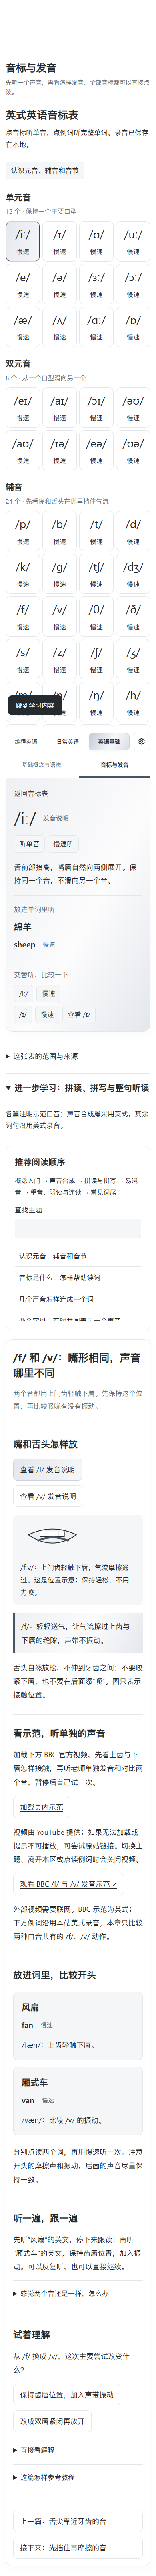 音标与发音
先听一个声音，再看怎样发音。全部音标都可以直接点
读。
英式英语音标表
点音标听单音，点例词听完整单词。录音已保存
在本地。
认识元音、辅音和音节
单元音
12 个 · 保持一个主要口型
/iː/ /ɪ/ /ʊ/ /uː/
慢速 慢速 慢速 慢速
/e/ /ə/ /ɜː/ /ɔː/
慢速 慢速 慢速 慢速
/æ/ /ʌ/ /ɑː/ /ɒ/
慢速 慢速 慢速 慢速
双元音
8 个 · 从一个口型滑向另一个
/eɪ/ /aɪ/ /ɔɪ/ /əʊ/
慢速 慢速 慢速 慢速
/aʊ/ /ɪə/ /eə/ /ʊə/
慢速 慢速 慢速 慢速
辅音
24 个 · 先看嘴和舌头在哪里挡住气流
/p/ /b/ /t/ /d/
慢速 慢速 慢速 慢速
/k/ /g/ /tʃ/ /dʒ/
慢速 慢速 慢速 慢速
/f/ /v/ /θ/ /ð/
慢速 慢速 慢速 慢速
/s/ /z/ /ʃ/ /ʒ/
慢速 慢速 慢速 慢速
/ŋ/ /h/
跳到学习内容
慢速 慢速
编程英语 日常英语 英语基础
基础概念与语法 音标与发音
返回音标表
/iː/ 发音说明
听单音 慢速听
舌前部抬高，嘴唇自然向两侧展开。保
持同一个音，不滑向另一个音。
放进单词里听
绵羊
sheep 慢速
交替听，比较一下
/iː/ 慢速
/ɪ/ 慢速 查看 /ɪ/
▶ 这张表的范围与来源
▼ 进一步学习：拼读、拼写与整句听读
各篇注明示范口音；声音合成篇采用英式，其余
词句沿用美式录音。
推荐阅读顺序
概念入门 → 声音合成 → 拼读与拼写 → 易混
音 → 重音、弱读与连读 → 常见词尾
查找主题
认识元音、辅音和音节
音标是什么，怎样帮助读词
几个声音怎样连成一个词
/f/ 和 /v/：嘴形相同，声音
哪里不同
两个音都用上门齿轻触下唇。先保持这个位
置，再比较喉咙有没有振动。
嘴和舌头怎样放
查看 /f/ 发音说明
查看 /v/ 发音说明
/f v/：上门齿轻触下唇，气流摩擦通
过。这是位置示意；保持轻松，不用
力咬。
/f/：轻轻送气，让气流擦过上齿与
下唇的缝隙，声带不振动。
舌头自然放松，不伸到牙齿之间；不要咬
紧下唇，也不要在后面添“呃”。图只表示
接触位置。
看示范，听单独的声音
加载下方 BBC 官方视频，先看上齿与下
唇怎样接触，再听老师单独发音和对比两
个音，暂停后自己试一次。
加载页内示范
视频由 YouTube 提供；如果无法加载或
提示不可播放，可尝试原站链接。切换主
题、离开本区或点读例词时会关闭视频。
观看 BBC /f/ 与 /v/ 发音示范 ↗
外部视频需要联网。BBC 示范为英式；
下方例词沿用本站美式录音，本章只比较
两种口音共有的 /f/、/v/ 动作。
放进词里，比较开头
风扇
fan 慢速
/fæn/：上齿轻触下唇。
厢式车
van 慢速
/væn/：比较 /v/ 的振动。
分别点读两个词，再用慢速听一次。注意
开头的摩擦声和振动，后面的声音尽量保
持一致。
听一遍，跟一遍
先听“风扇”的英文，停下来跟读；再听
“厢式车”的英文，保持齿唇位置，加入振
动。可以反复听，也可以直接继续。
▶ 感觉两个音还是一样，怎么办
试着理解
从 /f/ 换成 /v/，这次主要尝试改变什
么？
保持齿唇位置，加入声带振动
改成双唇紧闭再放开
▶ 直接看解释
▶ 这篇怎样参考教程
上一篇：舌尖靠近牙齿的音
接下来：先挡住再摩擦的音